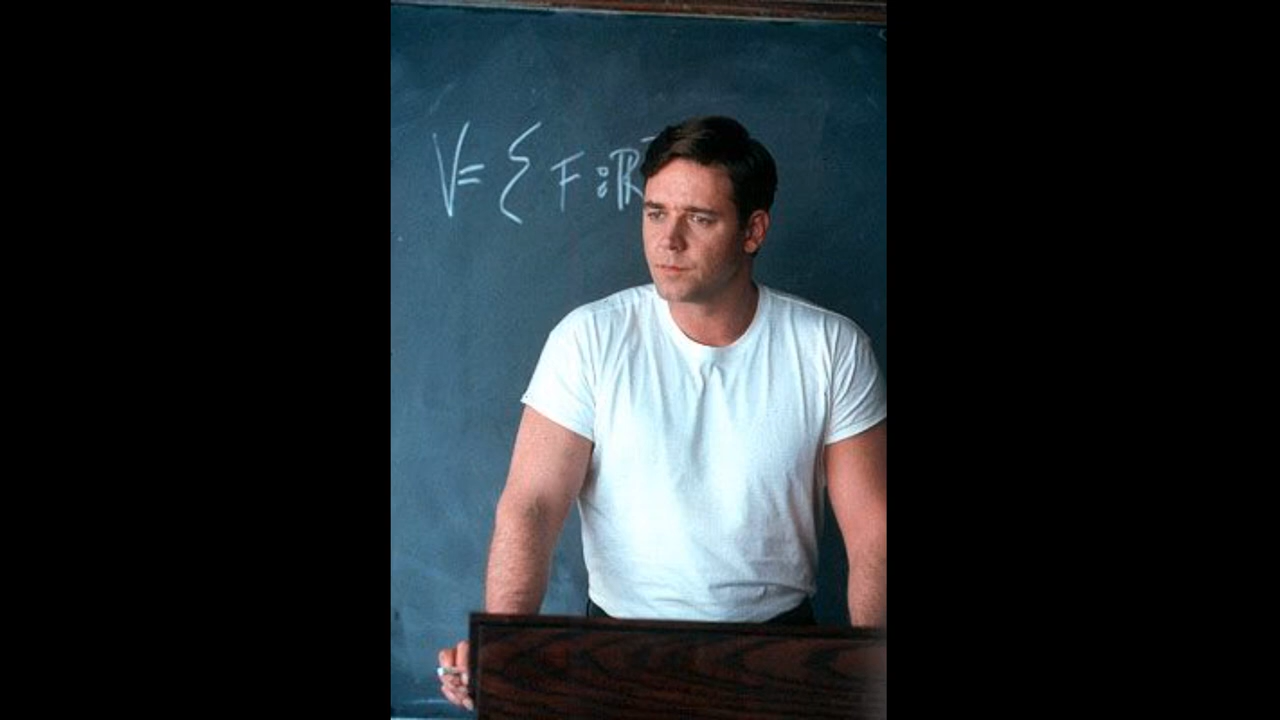 V= { F : ℝ